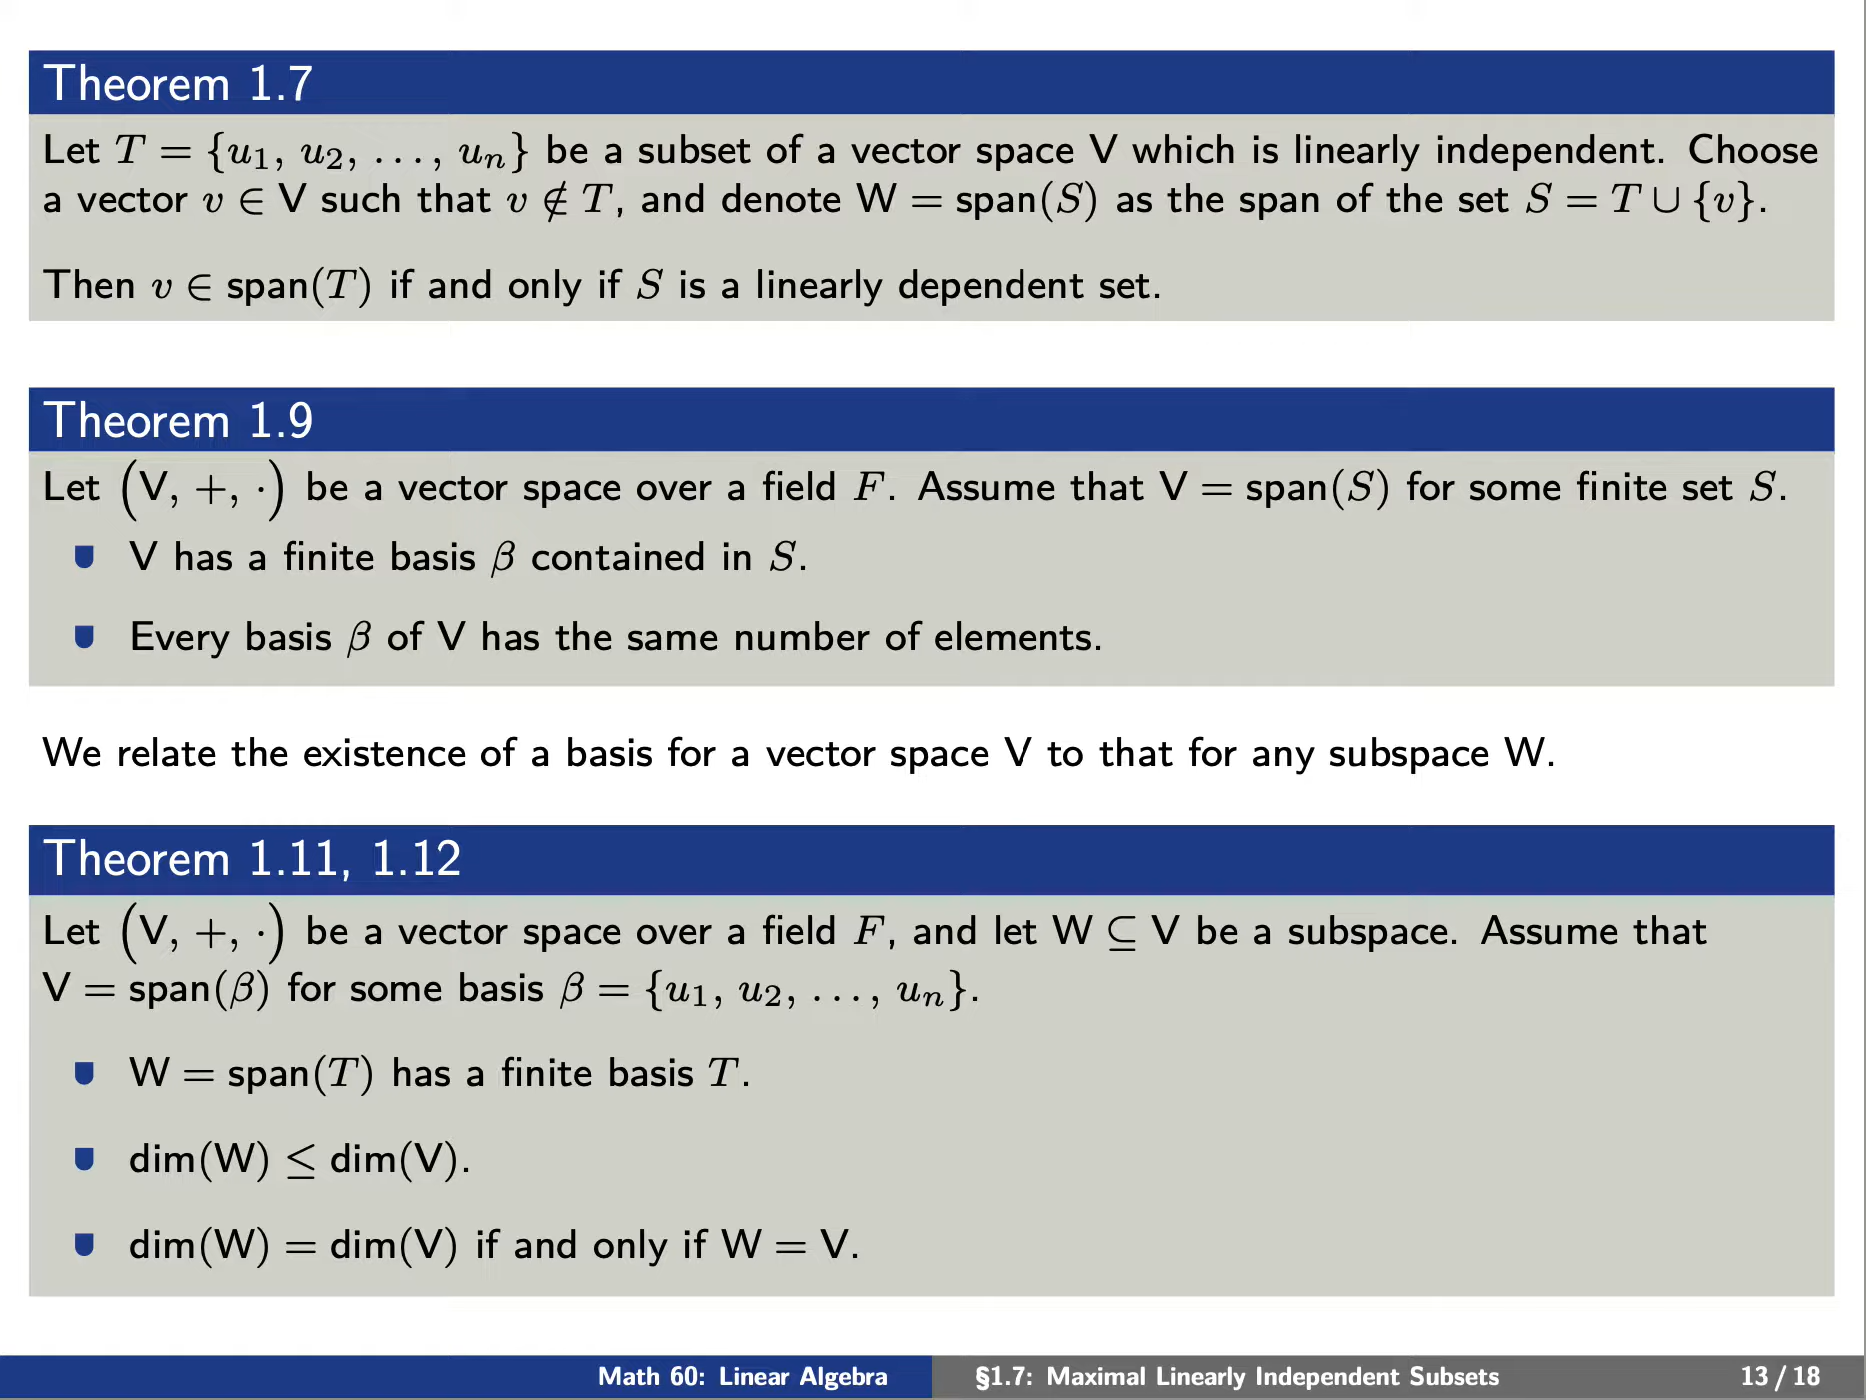 Theorem 1.7
Let T = {u₁, u₂, ..., uₙ} be a subset of a vector space V which is linearly independent. Choose
a vector v ∈ V such that v ∉ T, and denote W = span(S) as the span of the set S = T ∪ {v}.
Then v ∈ span(T) if and only if S is a linearly dependent set.
Theorem 1.9
Let (V, +, ·) be a vector space over a field F. Assume that V = span(S) for some finite set S.
V has a finite basis β contained in S.
Every basis β of V has the same number of elements.
We relate the existence of a basis for a vector space V to that for any subspace W.
Theorem 1.11, 1.12
Let (V, +, ·) be a vector space over a field F, and let W ⊆ V be a subspace. Assume that
V = span(β) for some basis β = {u₁, u₂, ..., uₙ}.
W = span(T) has a finite basis T.
dim(W) ≤ dim(V).
dim(W) = dim(V) if and only if W = V.
Math 60: Linear Algebra §1.7: Maximal Linearly Independent Subsets 13 / 18